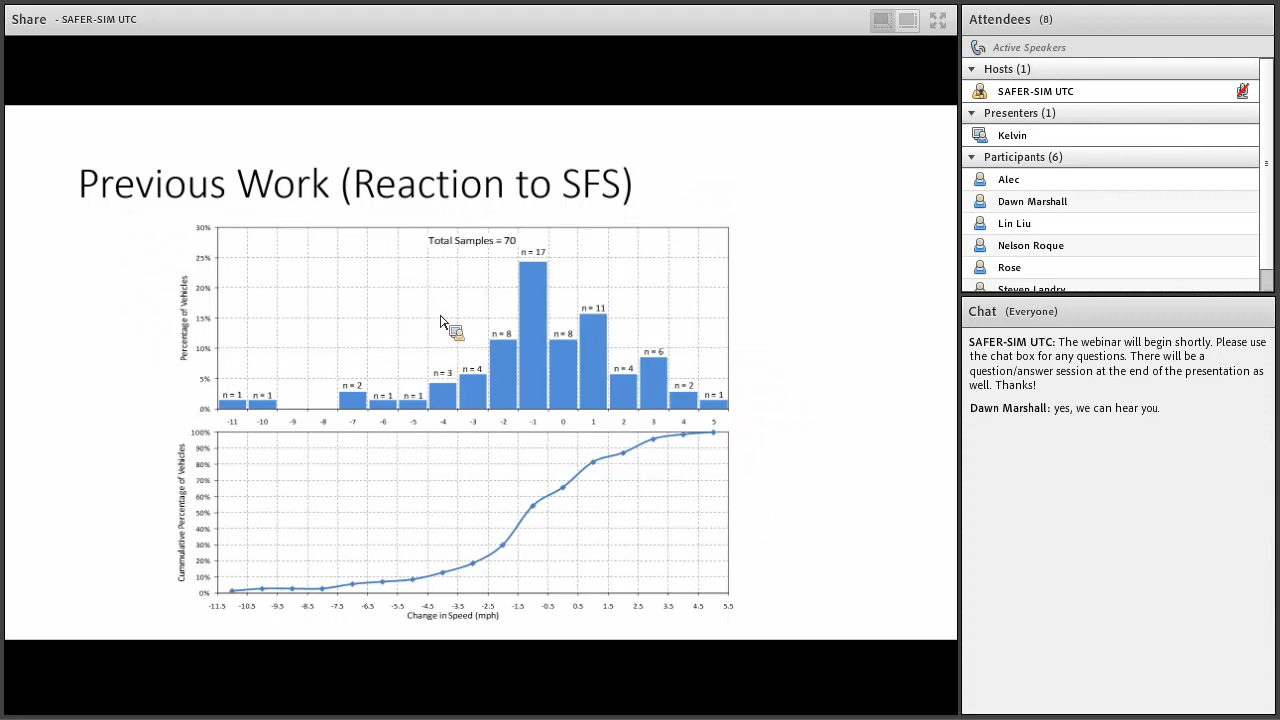 Share - SAFER-SIM UTC
Previous Work (Reaction to SFS)
Total Samples = 70
Percentage of Vehicles
30%
25%
20%
15%
10%
5%
0%
n = 1
n = 1
n = 2
n = 1
n = 1
n = 3
n = 4
n = 8
n = 17
n = 8
n = 11
n = 4
n = 6
n = 2
n = 1
-11 -10 -9 -8 -7 -6 -5 -4 -3 -2 -1 0 1 2 3 4 5
Cummulative Percentage of Vehicles
100%
90%
80%
70%
60%
50%
40%
30%
20%
10%
0%
-11.5 -10.5 -9.5 -8.5 -7.5 -6.5 -5.5 -4.5 -3.5 -2.5 -1.5 -0.5 0.5 1.5 2.5 3.5 4.5 5.5
Change in Speed (mph)
Attendees (8)
Active Speakers
Hosts (1)
SAFER-SIM UTC
Presenters (1)
Kelvin
Participants (6)
Alec
Dawn Marshall
Lin Liu
Nelson Roque
Rose
Steven Landry
Chat (Everyone)
SAFER-SIM UTC: The webinar will begin shortly. Please use
the chat box for any questions. There will be a
question/answer session at the end of the presentation as
well. Thanks!
Dawn Marshall: yes, we can hear you.